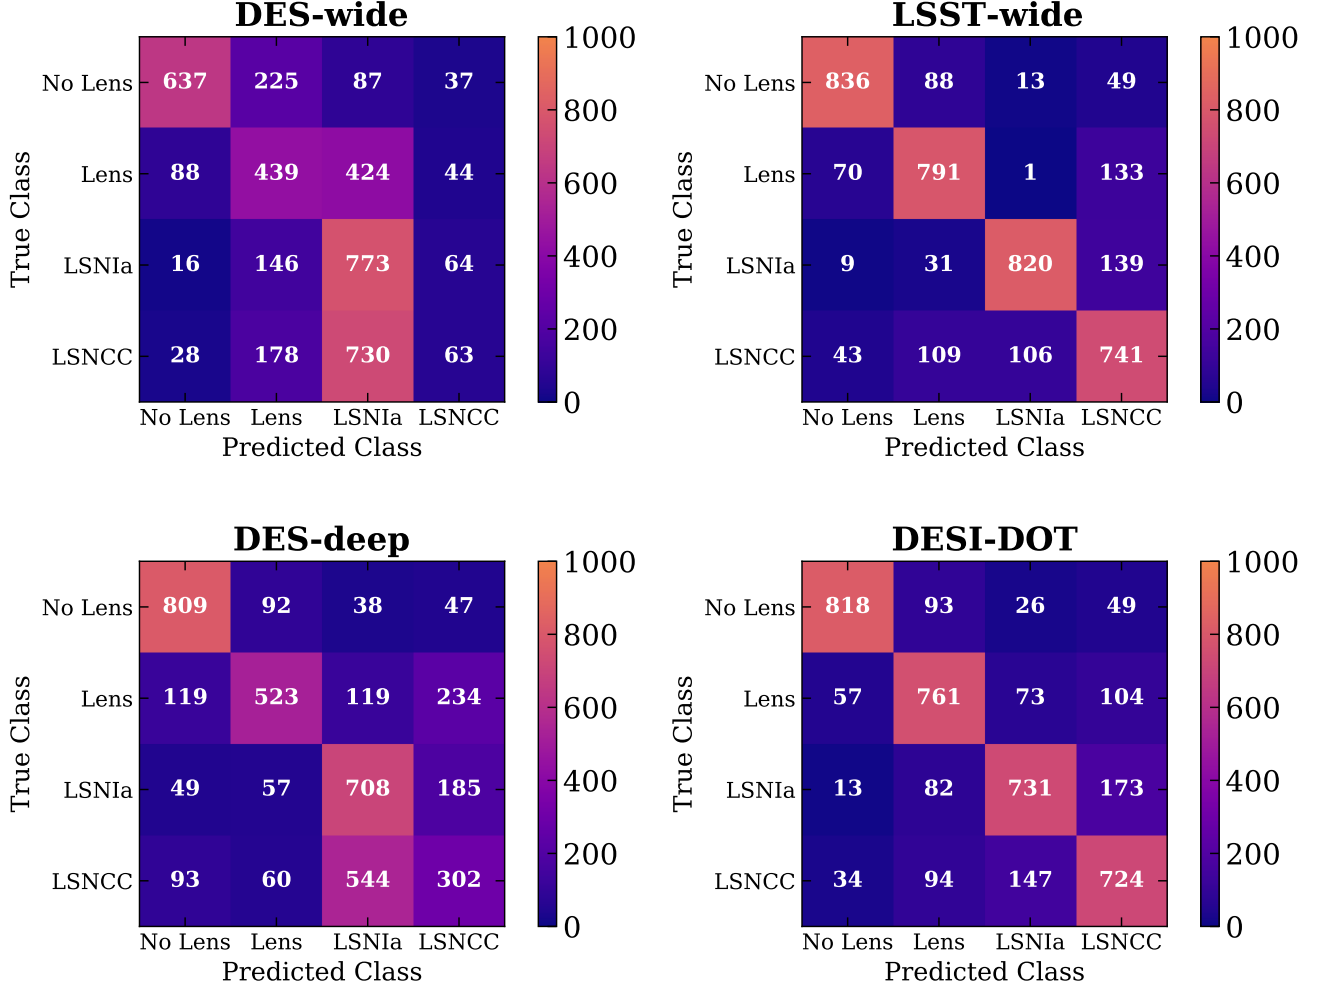 DES-wide
1000
No Lens 637 225 87 37
800
Lens 88 439 424 44
600
True Class
400
LSNIa 16 146 773 64
200
LSNCC 28 178 730 63
0
No Lens Lens LSNIa LSNCC
Predicted Class
LSST-wide
1000
No Lens 836 88 13 49
800
Lens 70 791 1 133
600
True Class
400
LSNIa 9 31 820 139
200
LSNCC 43 109 106 741
0
No Lens Lens LSNIa LSNCC
Predicted Class
DES-deep
1000
No Lens 809 92 38 47
800
Lens 119 523 119 234
600
True Class
400
LSNIa 49 57 708 185
200
LSNCC 93 60 544 302
0
No Lens Lens LSNIa LSNCC
Predicted Class
DESI-DOT
1000
No Lens 818 93 26 49
800
Lens 57 761 73 104
600
True Class
400
LSNIa 13 82 731 173
200
LSNCC 34 94 147 724
0
No Lens Lens LSNIa LSNCC
Predicted Class